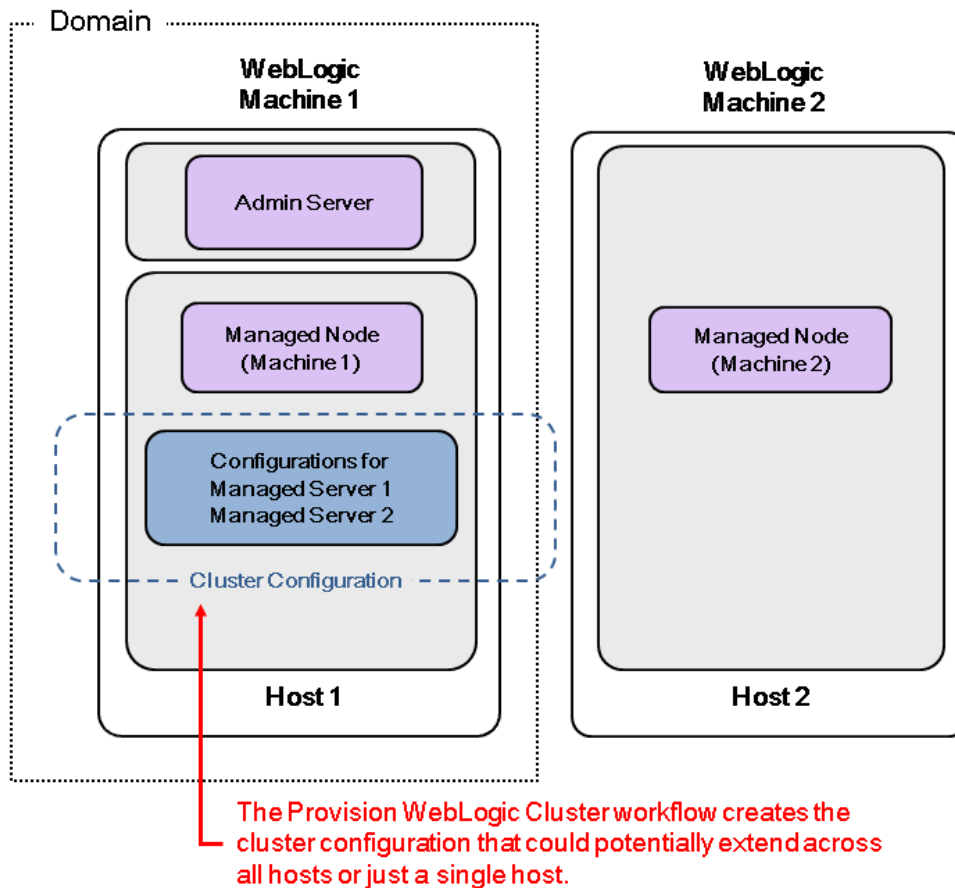 Domain
WebLogic
Machine 1
WebLogic
Machine 2
Admin Server
Managed Node
(Machine 1)
Managed Node
(Machine 2)
Configurations for
Managed Server 1
Managed Server 2
Cluster Configuration
Host 1
Host 2
The Provision WebLogic Cluster workflow creates the
cluster configuration that could potentially extend across
all hosts or just a single host.